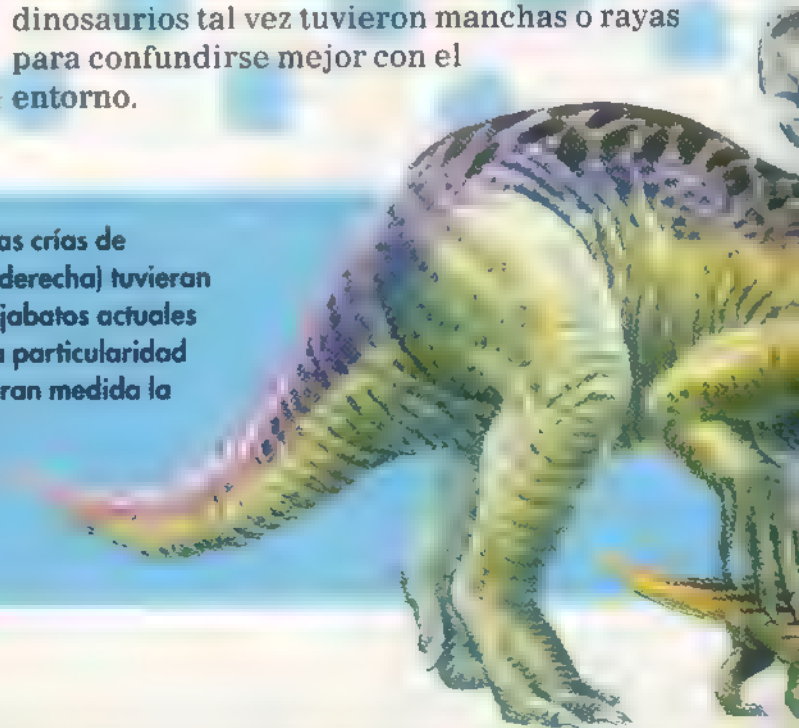 dinosaurios tal vez tuvieron manchas o rayas
para confundirse mejor con el
entorno.
as crías de
derecha) tuvieran
jabatos actuales
particularidad
ran medida la